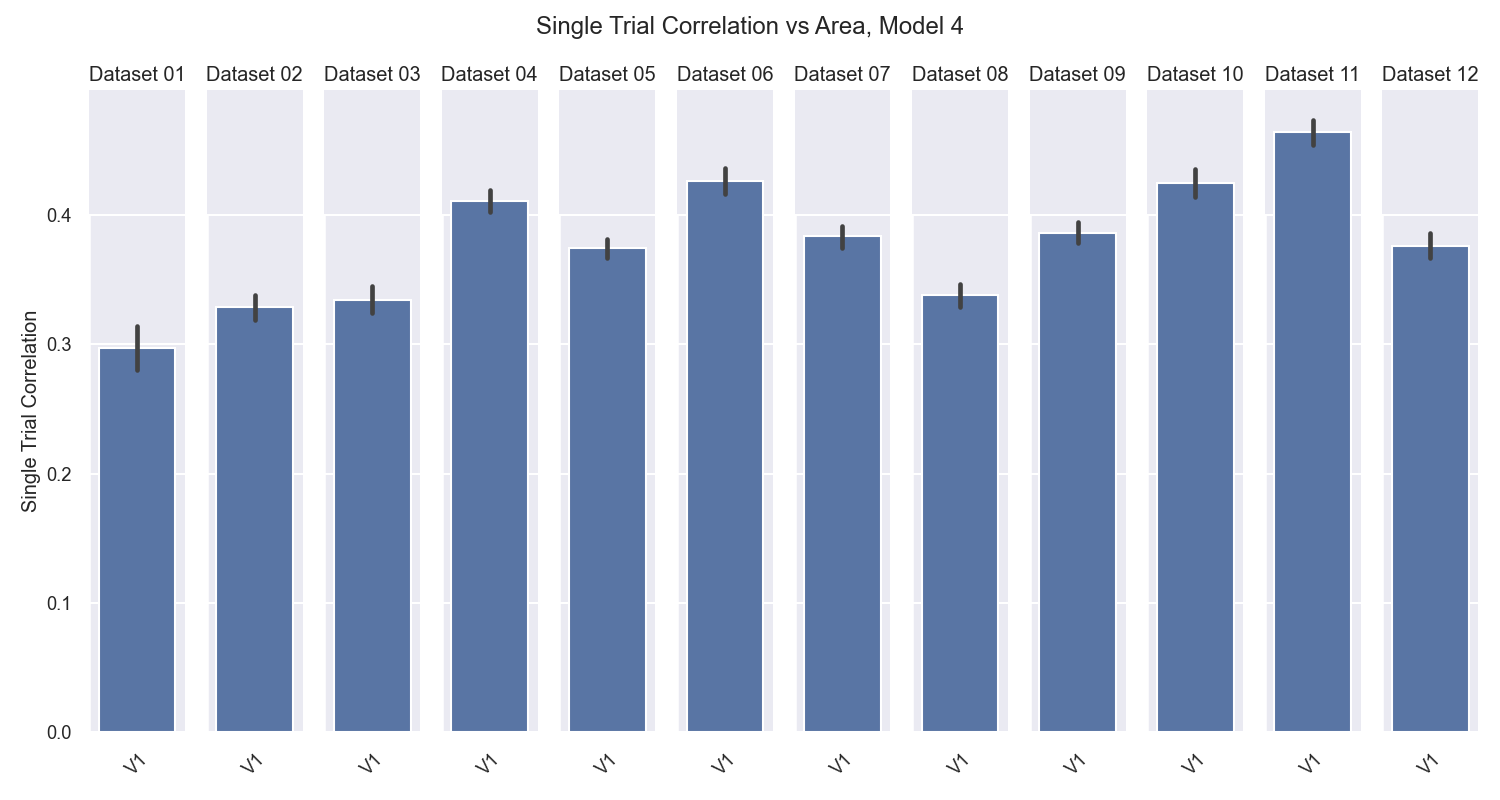 Single Trial Correlation vs Area, Model 4
Dataset 01
Dataset 02
Dataset 03
Dataset 04
Dataset 05
Dataset 06
Dataset 07
Dataset 08
Dataset 09
Dataset 10
Dataset 11
Dataset 12
Single Trial Correlation
0.4
0.3
0.2
0.1
0.0
V1
V1
V1
V1
V1
V1
V1
V1
V1
V1
V1
V1